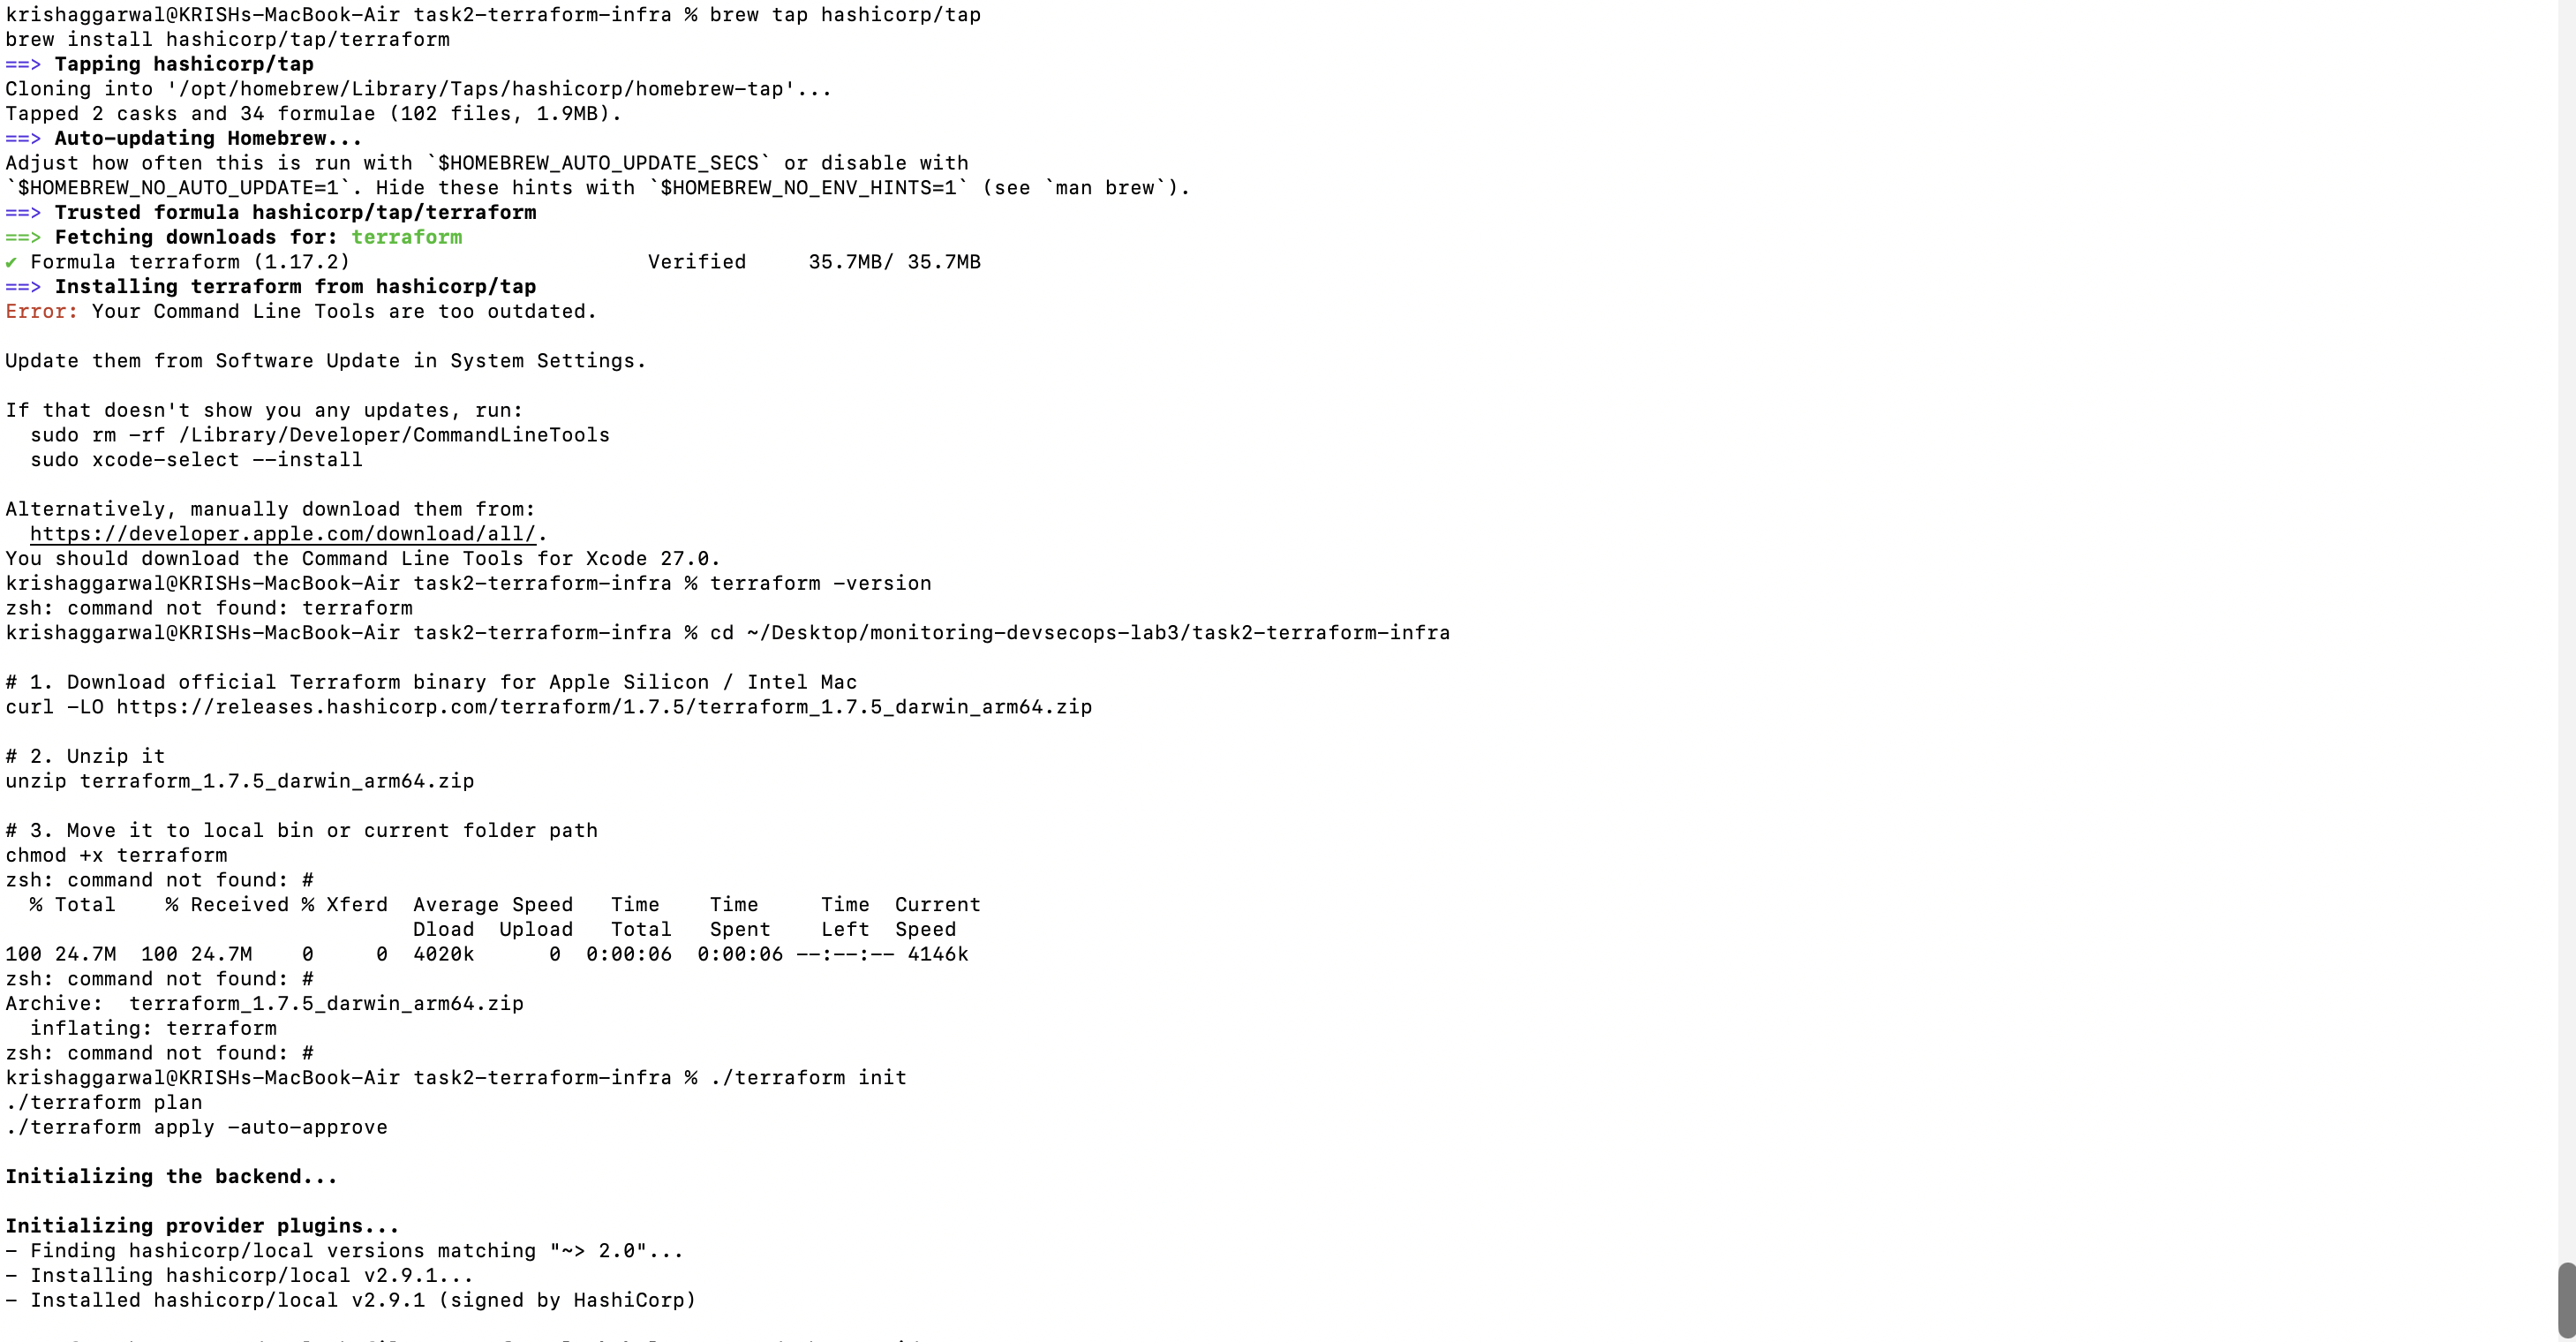 krishaggarwal@KRISHs-MacBook-Air task2-terraform-infra % brew tap hashicorp/tap
brew install hashicorp/tap/terraform
==> Tapping hashicorp/tap
Cloning into '/opt/homebrew/Library/Taps/hashicorp/homebrew-tap'...
Tapped 2 casks and 34 formulae (102 files, 1.9MB).
==> Auto-updating Homebrew...
Adjust how often this is run with `$HOMEBREW_AUTO_UPDATE_SECS` or disable with
`$HOMEBREW_NO_AUTO_UPDATE=1`. Hide these hints with `$HOMEBREW_NO_ENV_HINTS=1` (see `man brew`).
==> Trusted formula hashicorp/tap/terraform
==> Fetching downloads for: terraform
✔ Formula terraform (1.17.2)                        Verified     35.7MB/ 35.7MB
==> Installing terraform from hashicorp/tap
Error: Your Command Line Tools are too outdated.

Update them from Software Update in System Settings.

If that doesn't show you any updates, run:
  sudo rm -rf /Library/Developer/CommandLineTools
  sudo xcode-select --install

Alternatively, manually download them from:
  https://developer.apple.com/download/all/.
You should download the Command Line Tools for Xcode 27.0.
krishaggarwal@KRISHs-MacBook-Air task2-terraform-infra % terraform -version
zsh: command not found: terraform
krishaggarwal@KRISHs-MacBook-Air task2-terraform-infra % cd ~/Desktop/monitoring-devsecops-lab3/task2-terraform-infra

# 1. Download official Terraform binary for Apple Silicon / Intel Mac
curl -LO https://releases.hashicorp.com/terraform/1.7.5/terraform_1.7.5_darwin_arm64.zip

# 2. Unzip it
unzip terraform_1.7.5_darwin_arm64.zip

# 3. Move it to local bin or current folder path
chmod +x terraform
zsh: command not found: #
  % Total    % Received % Xferd  Average Speed   Time    Time     Time  Current
                                 Dload  Upload   Total   Spent    Left  Speed
100 24.7M  100 24.7M    0     0  4020k      0  0:00:06  0:00:06 --:--:-- 4146k
zsh: command not found: #
Archive:  terraform_1.7.5_darwin_arm64.zip
  inflating: terraform
zsh: command not found: #
krishaggarwal@KRISHs-MacBook-Air task2-terraform-infra % ./terraform init
./terraform plan
./terraform apply -auto-approve

Initializing the backend...

Initializing provider plugins...
- Finding hashicorp/local versions matching "~> 2.0"...
- Installing hashicorp/local v2.9.1...
- Installed hashicorp/local v2.9.1 (signed by HashiCorp)